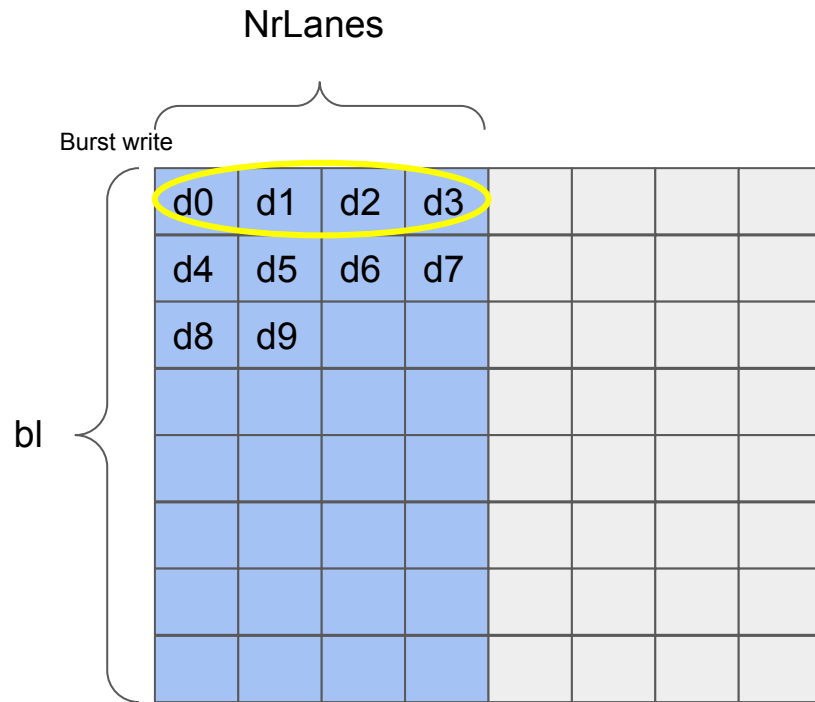 NrLanes
Burst write
d0 d1 d2 d3
d4 d5 d6 d7
d8 d9
bl